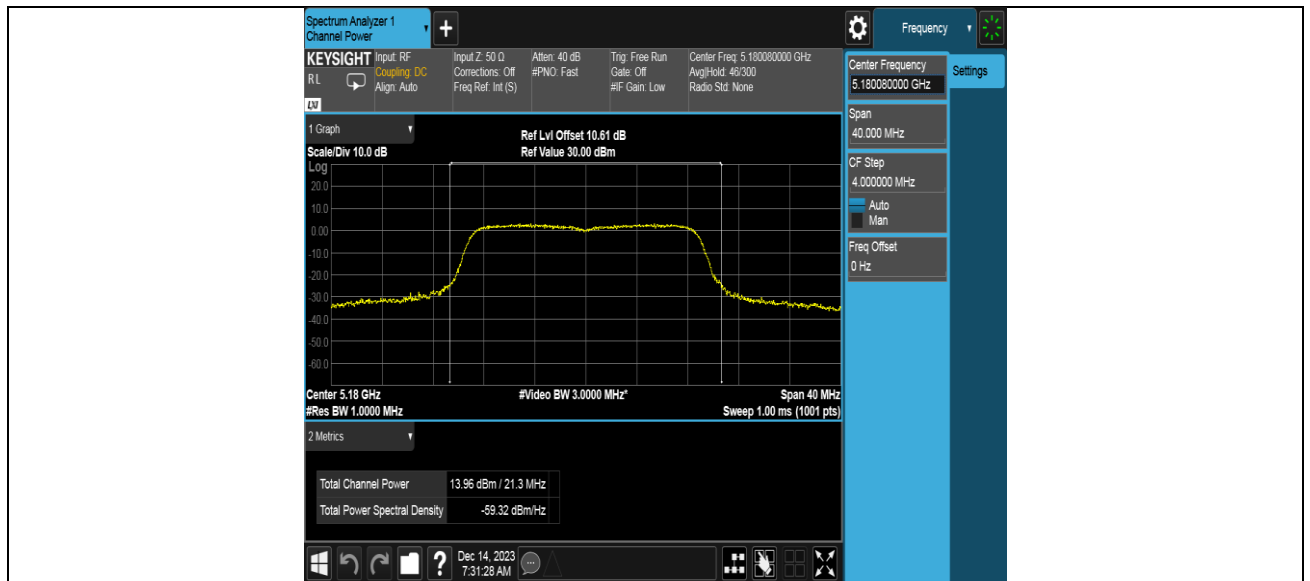 Spectrum Analyzer 1
Channel Power
+
Frequency
KEYSIGHT
RL
LXI
Input: RF
Coupling: DC
Align: Auto
Input Z: 50 Ω
Corrections: Off
Freq Ref: Int (S)
Atten: 40 dB
#PNO: Fast
Trig: Free Run
Gate: Off
#IF Gain: Low
Center Freq: 5.180080000 GHz
Avg|Hold: 46/300
Radio Std: None
Center Frequency
5.180080000 GHz
Settings
Span
40.000 MHz
CF Step
4.000000 MHz
Auto
Man
Freq Offset
0 Hz
1 Graph
Scale/Div 10.0 dB
Ref Lvl Offset 10.61 dB
Ref Value 30.00 dBm
Log
20.0
10.0
0.00
-10.0
-20.0
-30.0
-40.0
-50.0
-60.0
Center 5.18 GHz
#Res BW 1.0000 MHz
#Video BW 3.0000 MHz*
Span 40 MHz
Sweep 1.00 ms (1001 pts)
2 Metrics
Total Channel Power 13.96 dBm / 21.3 MHz
Total Power Spectral Density -59.32 dBm/Hz
?
Dec 14, 2023
7:31:28 AM